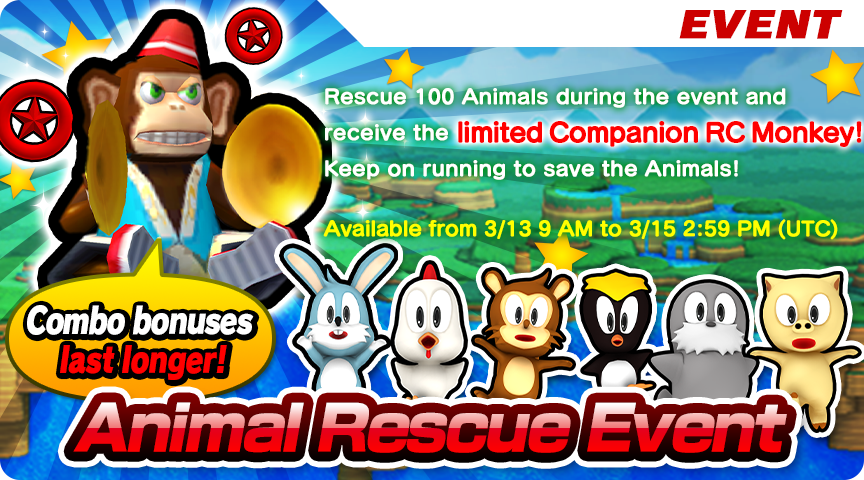 EVENT
Rescue 100 Animals during the event and
receive the limited Companion RC Monkey!
Keep on running to save the Animals!
Available from 3/13 9 AM to 3/15 2:59 PM (UTC)
Combo bonuses
last longer!
Animal Rescue Event